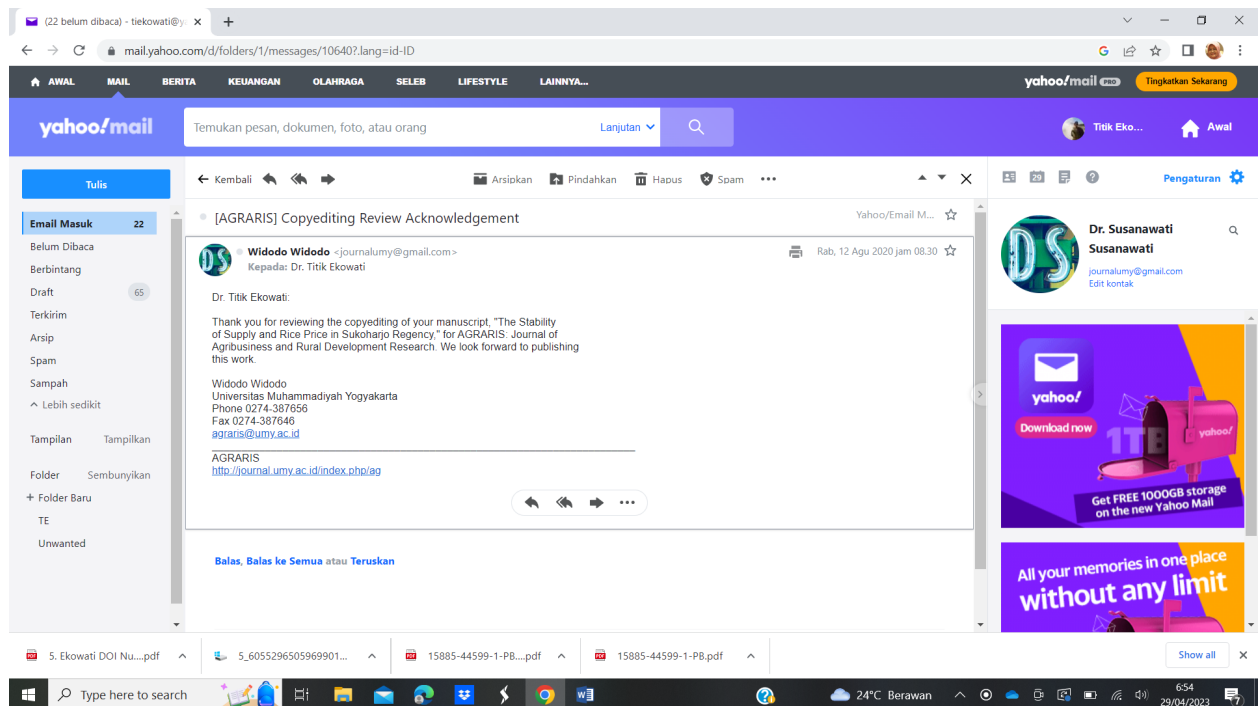 (22 belum dibaca) - tiekowati@y
mail.yahoo.com/d/folders/1/messages/10640?.lang=id-ID
AWAL MAIL BERITA KEUANGAN OLAHRAGA SELEB LIFESTYLE LAINNYA... yahoo!mail PRO Tingkatkan Sekarang
yahoo!mail Temukan pesan, dokumen, foto, atau orang Lanjutan Titik Eko... Awal
Tulis Kembali Arsipkan Pindahkan Hapus Spam 29 Pengaturan
Email Masuk 22
Belum Dibaca
Berbintang
Draft 65
Terkirim
Arsip
Spam
Sampah
Lebih sedikit
Tampilan Tampilkan
Folder Sembunyikan
+ Folder Baru
TE
Unwanted
[AGRARIS] Copyediting Review Acknowledgement Yahoo/Email M...
DS Widodo Widodo <journalumy@gmail.com> Rab, 12 Agu 2020 jam 08.30
Kepada: Dr. Titik Ekowati
Dr. Titik Ekowati:
Thank you for reviewing the copyediting of your manuscript, "The Stability
of Supply and Rice Price in Sukoharjo Regency," for AGRARIS: Journal of
Agribusiness and Rural Development Research. We look forward to publishing
this work.
Widodo Widodo
Universitas Muhammadiyah Yogyakarta
Phone 0274-387656
Fax 0274-387646
agraris@umy.ac.id
AGRARIS
http://journal.umy.ac.id/index.php/ag
Balas, Balas ke Semua atau Teruskan
DS Dr. Susanawati
Susanawati
journalumy@gmail.com
Edit kontak
yahoo!
Download now
1TB yahoo!
Get FREE 1000GB storage
on the new Yahoo Mail
All your memories in one place
without any limit
5. Ekowati DOI Nu....pdf 5_6055296505969901... 15885-44599-1-PB....pdf 15885-44599-1-PB.pdf Show all
Type here to search 24°C Berawan 6:54
29/04/2023 7